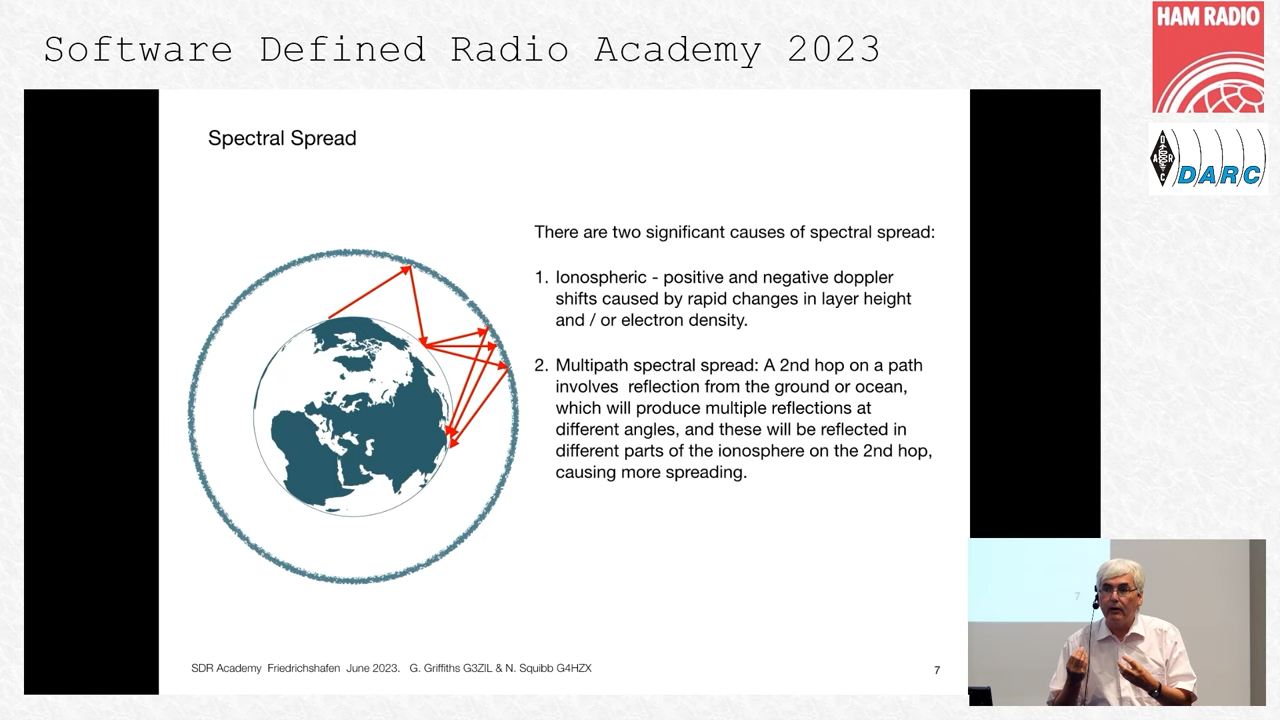 Software Defined Radio Academy 2023
HAM RADIO
DARC
DARC
Spectral Spread
There are two significant causes of spectral spread:
1. Ionospheric - positive and negative doppler
shifts caused by rapid changes in layer height
and / or electron density.
2. Multipath spectral spread: A 2nd hop on a path
involves reflection from the ground or ocean,
which will produce multiple reflections at
different angles, and these will be reflected in
different parts of the ionosphere on the 2nd hop,
causing more spreading.
SDR Academy Friedrichshafen June 2023. G. Griffiths G3ZIL & N. Squibb G4HZX
7
7